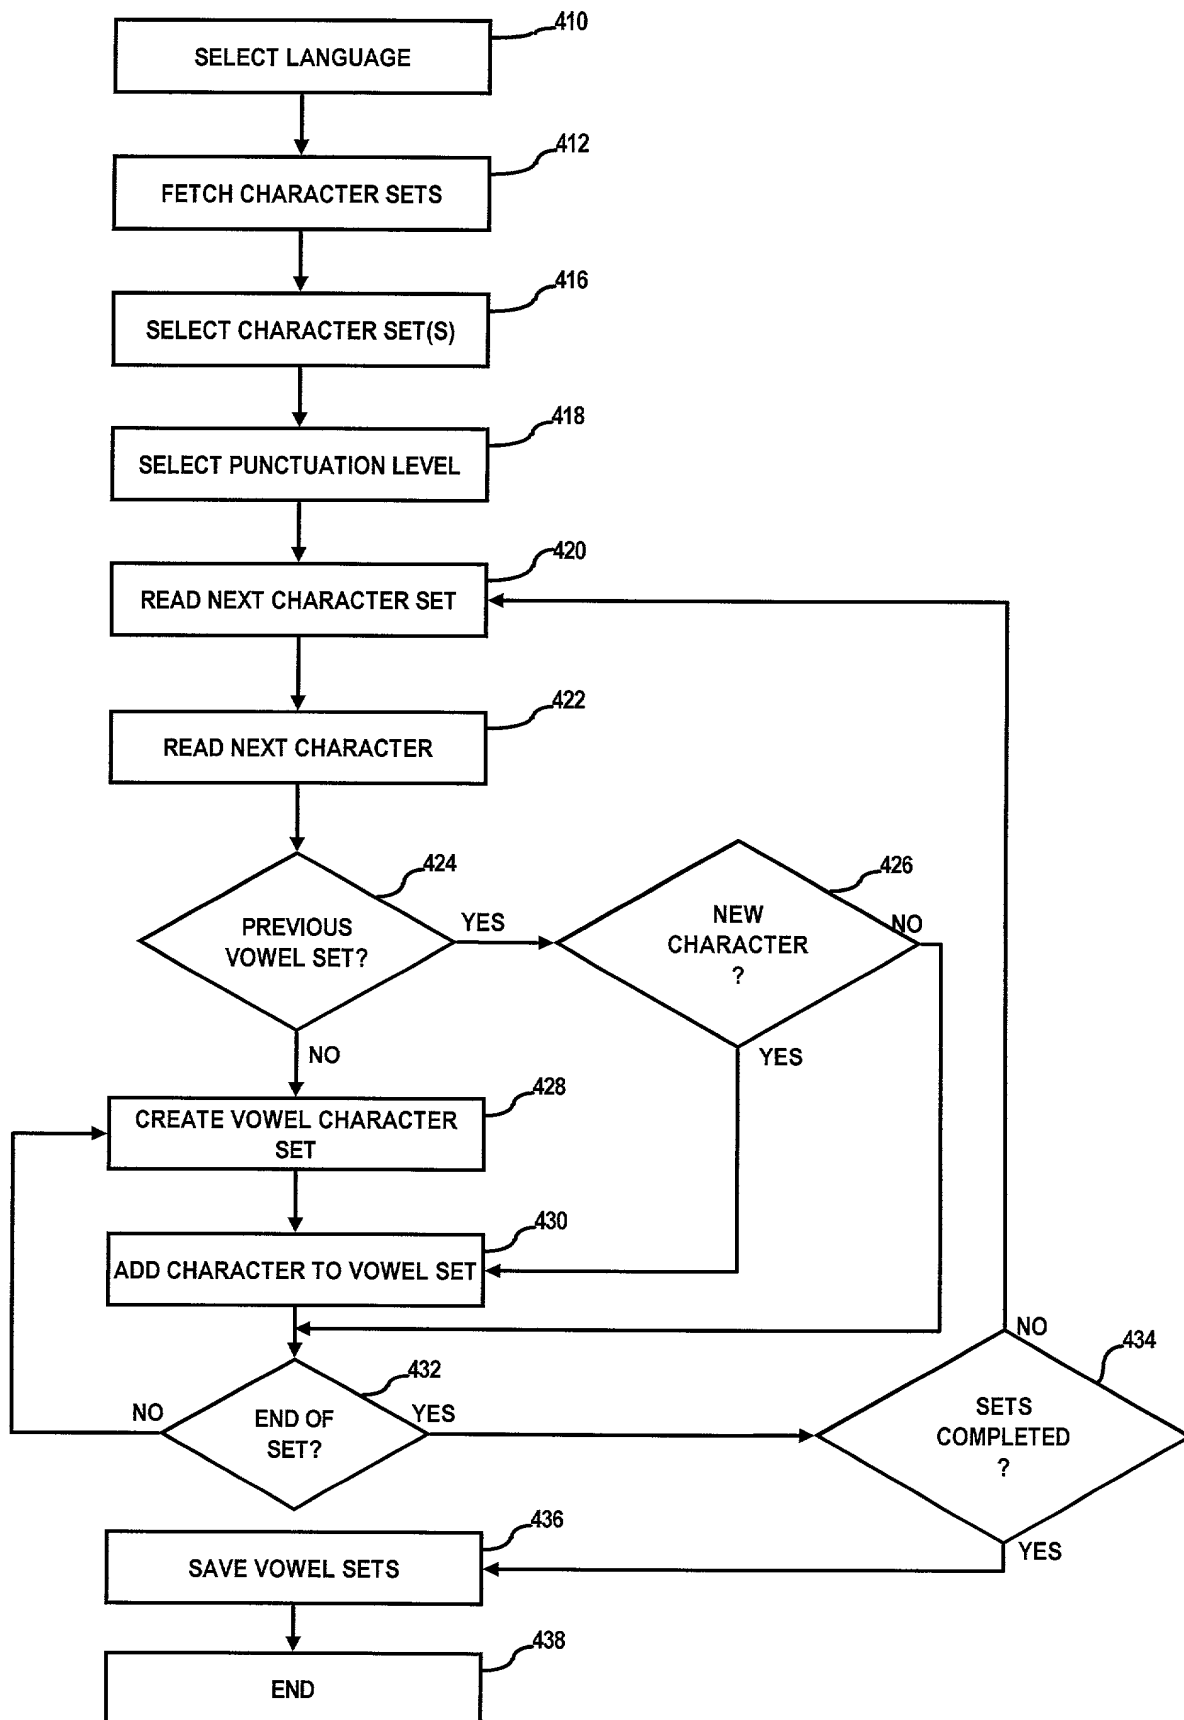 410
SELECT LANGUAGE
412
FETCH CHARACTER SETS
416
SELECT CHARACTER SET(S)
418
SELECT PUNCTUATION LEVEL
420
READ NEXT CHARACTER SET
422
READ NEXT CHARACTER
424
PREVIOUS
VOWEL SET?
YES
NO
426
NEW
CHARACTER
?
NO
YES
428
CREATE VOWEL CHARACTER
SET
430
ADD CHARACTER TO VOWEL SET
432
END OF
SET?
NO
YES
434
SETS
COMPLETED
?
NO
YES
436
SAVE VOWEL SETS
438
END